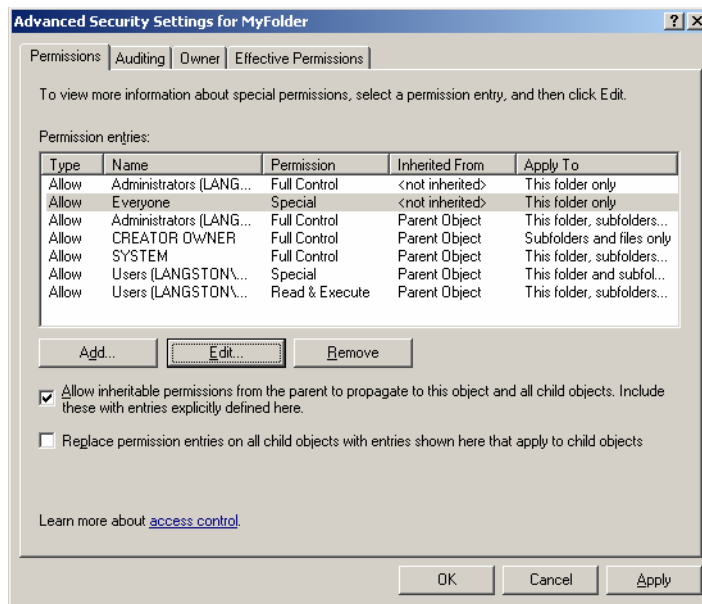 Advanced Security Settings for MyFolder
Permissions Auditing Owner Effective Permissions
To view more information about special permissions, select a permission entry, and then click Edit.
Permission entries:
Type Name Permission Inherited From Apply To
Allow Administrators (LANG... Full Control <not inherited> This folder only
Allow Everyone Special <not inherited> This folder only
Allow Administrators (LANG... Full Control Parent Object This folder, subfolders...
Allow CREATOR OWNER Full Control Parent Object Subfolders and files only
Allow SYSTEM Full Control Parent Object This folder, subfolders...
Allow Users (LANGSTON\... Special Parent Object This folder and subfol...
Allow Users (LANGSTON\... Read & Execute Parent Object This folder, subfolders...
Add... Edit... Remove
Allow inheritable permissions from the parent to propagate to this object and all child objects. Include
these with entries explicitly defined here.
Replace permission entries on all child objects with entries shown here that apply to child objects
Learn more about access control.
OK Cancel Apply